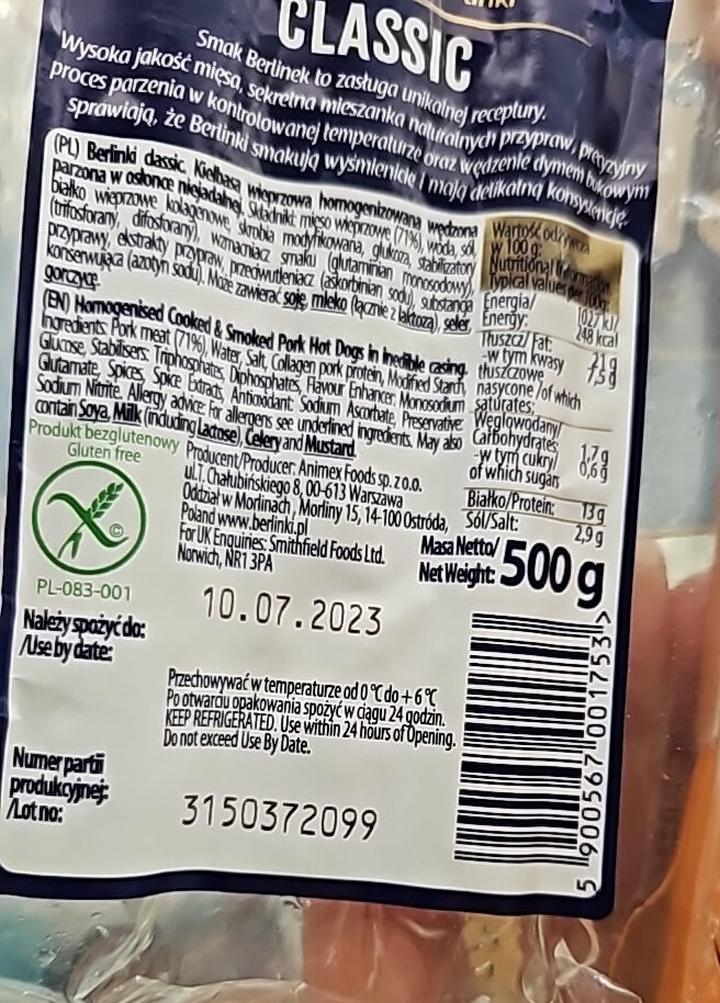 CLASSIC
Smak Berlinek to zasługa unikalnej receptury.
Wysoka jakość mięsa, sekretna mieszanka naturalnych przypraw, precyzyjny
proces parzenia w kontrolowanej temperaturze oraz wędzenie dymem bukowym
sprawiają, że Berlinki smakują wyśmienicie i mają delikatną konsystencję.
(PL) Berlinki classic. Kiełbasa wieprzowa homogenizowana wędzona
parzona w osłonce niejadalnej. Składniki: mięso wieprzowe (71%), woda, sól,
białko wieprzowe kolagenowe, skrobia modyfikowana, glukoza, stabilizatory
(trifosforany, difosforany), wzmacniacz smaku (glutaminian monosodowy),
przyprawy, ekstrakty przypraw, przeciwutleniacz (askorbinian sodu), substancja
konserwująca (azotyn sodu). Może zawierać soję, mleko (łącznie z laktozą), seler,
gorczycę.
(EN) Homogenised Cooked & Smoked Pork Hot Dogs in inedible casing.
Ingredients: Pork meat (71%), Water, Salt, Collagen pork protein, Modified Starch,
Glucose, Stabilisers: Triphosphates, Diphosphates, Flavour Enhancer: Monosodium
Glutamate, Spices, Spice Extracts, Antioxidant: Sodium Ascorbate, Preservative:
Sodium Nitrite. Allergy advice: For allergens see underlined ingredients. May also
contain Soya, Milk (including Lactose), Celery and Mustard.
Wartość odżywcza
w 100 g:
Nutritional Information
Typical values per 100g:
Energia/ 1027 kJ/
Energy: 248 kcal
Tłuszcz/ Fat: 21 g
-w tym kwasy 7,5 g
tłuszczowe
nasycone /of which
saturates:
Węglowodany/
Carbohydrates: 1,7 g
-w tym cukry/ 0,6 g
of which sugars
Białko/Protein: 13 g
Sól/Salt: 2,9 g
Produkt bezglutenowy
Gluten free
©
PL-083-001
Producent/Producer: Animex Foods sp. z o.o.
ul.T. Chałubińskiego 8, 00-613 Warszawa
Oddział w Morlinach, Morliny 15, 14-100 Ostróda,
Poland www.berlinki.pl
For UK Enquiries: Smithfield Foods Ltd.
Norwich, NR1 3PA
Masa Netto/
Net Weight: 500 g
Należy spożyć do:
/Use by date:
10.07.2023
Przechowywać w temperaturze od 0 °C do + 6 °C
Po otwarciu opakowania spożyć w ciągu 24 godzin.
KEEP REFRIGERATED. Use within 24 hours of Opening.
Do not exceed Use By Date.
Numer partii
produkcyjnej:
/Lot no:
3150372099
5 900567 001753 >